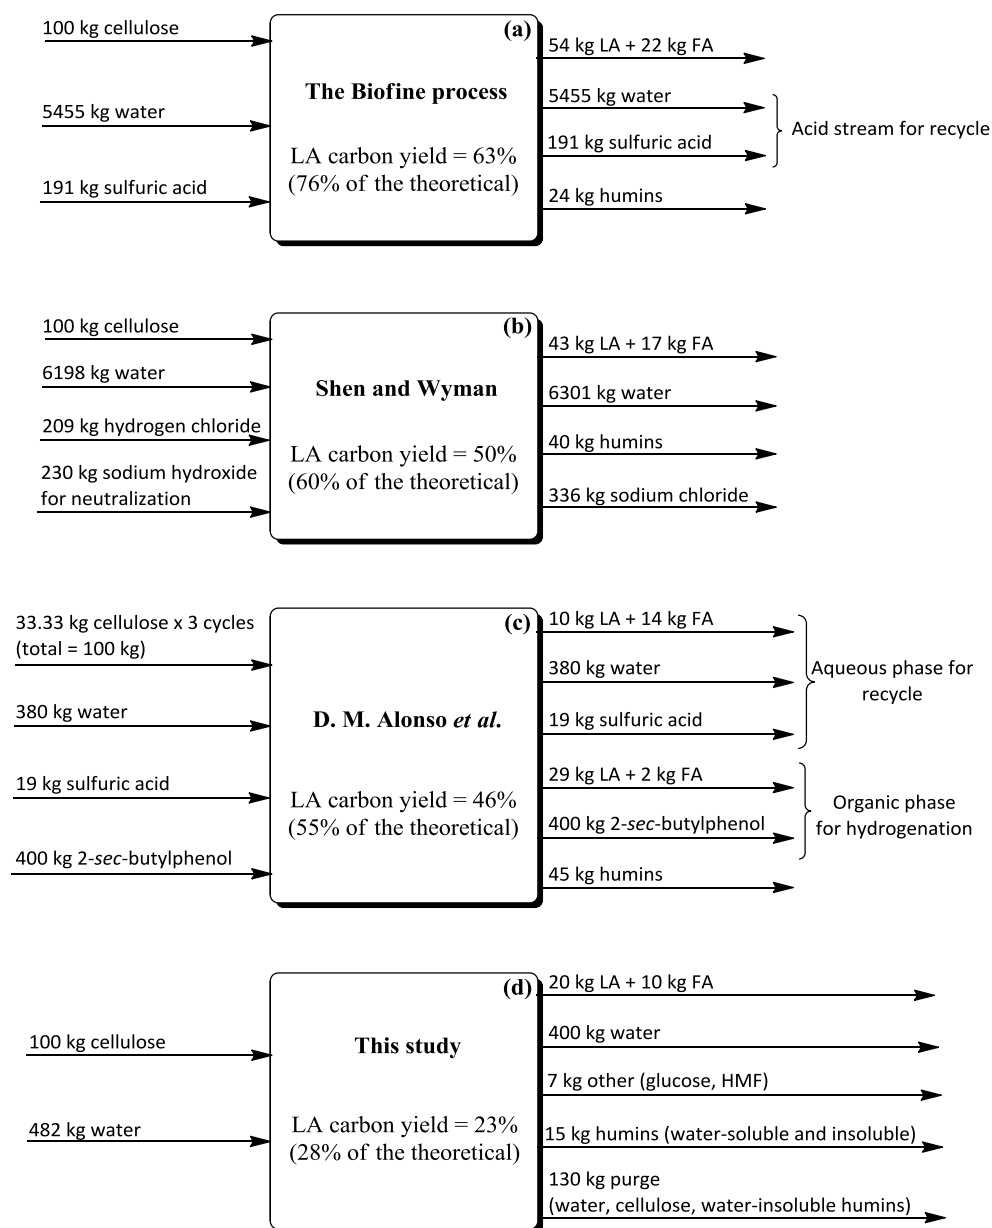 100 kg cellulose
5455 kg water
191 kg sulfuric acid
(a)
The Biofine process
LA carbon yield = 63%
(76% of the theoretical)
54 kg LA + 22 kg FA
5455 kg water
191 kg sulfuric acid
24 kg humins
Acid stream for recycle
100 kg cellulose
6198 kg water
209 kg hydrogen chloride
230 kg sodium hydroxide
for neutralization
(b)
Shen and Wyman
LA carbon yield = 50%
(60% of the theoretical)
43 kg LA + 17 kg FA
6301 kg water
40 kg humins
336 kg sodium chloride
33.33 kg cellulose x 3 cycles
(total = 100 kg)
380 kg water
19 kg sulfuric acid
400 kg 2-sec-butylphenol
(c)
D. M. Alonso et al.
LA carbon yield = 46%
(55% of the theoretical)
10 kg LA + 14 kg FA
380 kg water
19 kg sulfuric acid
29 kg LA + 2 kg FA
400 kg 2-sec-butylphenol
45 kg humins
Aqueous phase for
recycle
Organic phase
for hydrogenation
100 kg cellulose
482 kg water
(d)
This study
LA carbon yield = 23%
(28% of the theoretical)
20 kg LA + 10 kg FA
400 kg water
7 kg other (glucose, HMF)
15 kg humins (water-soluble and insoluble)
130 kg purge
(water, cellulose, water-insoluble humins)